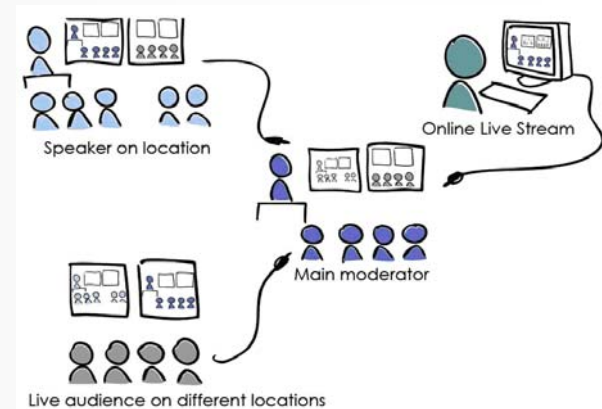 Speaker on location
Online Live Stream
Main moderator
Live audience on different locations